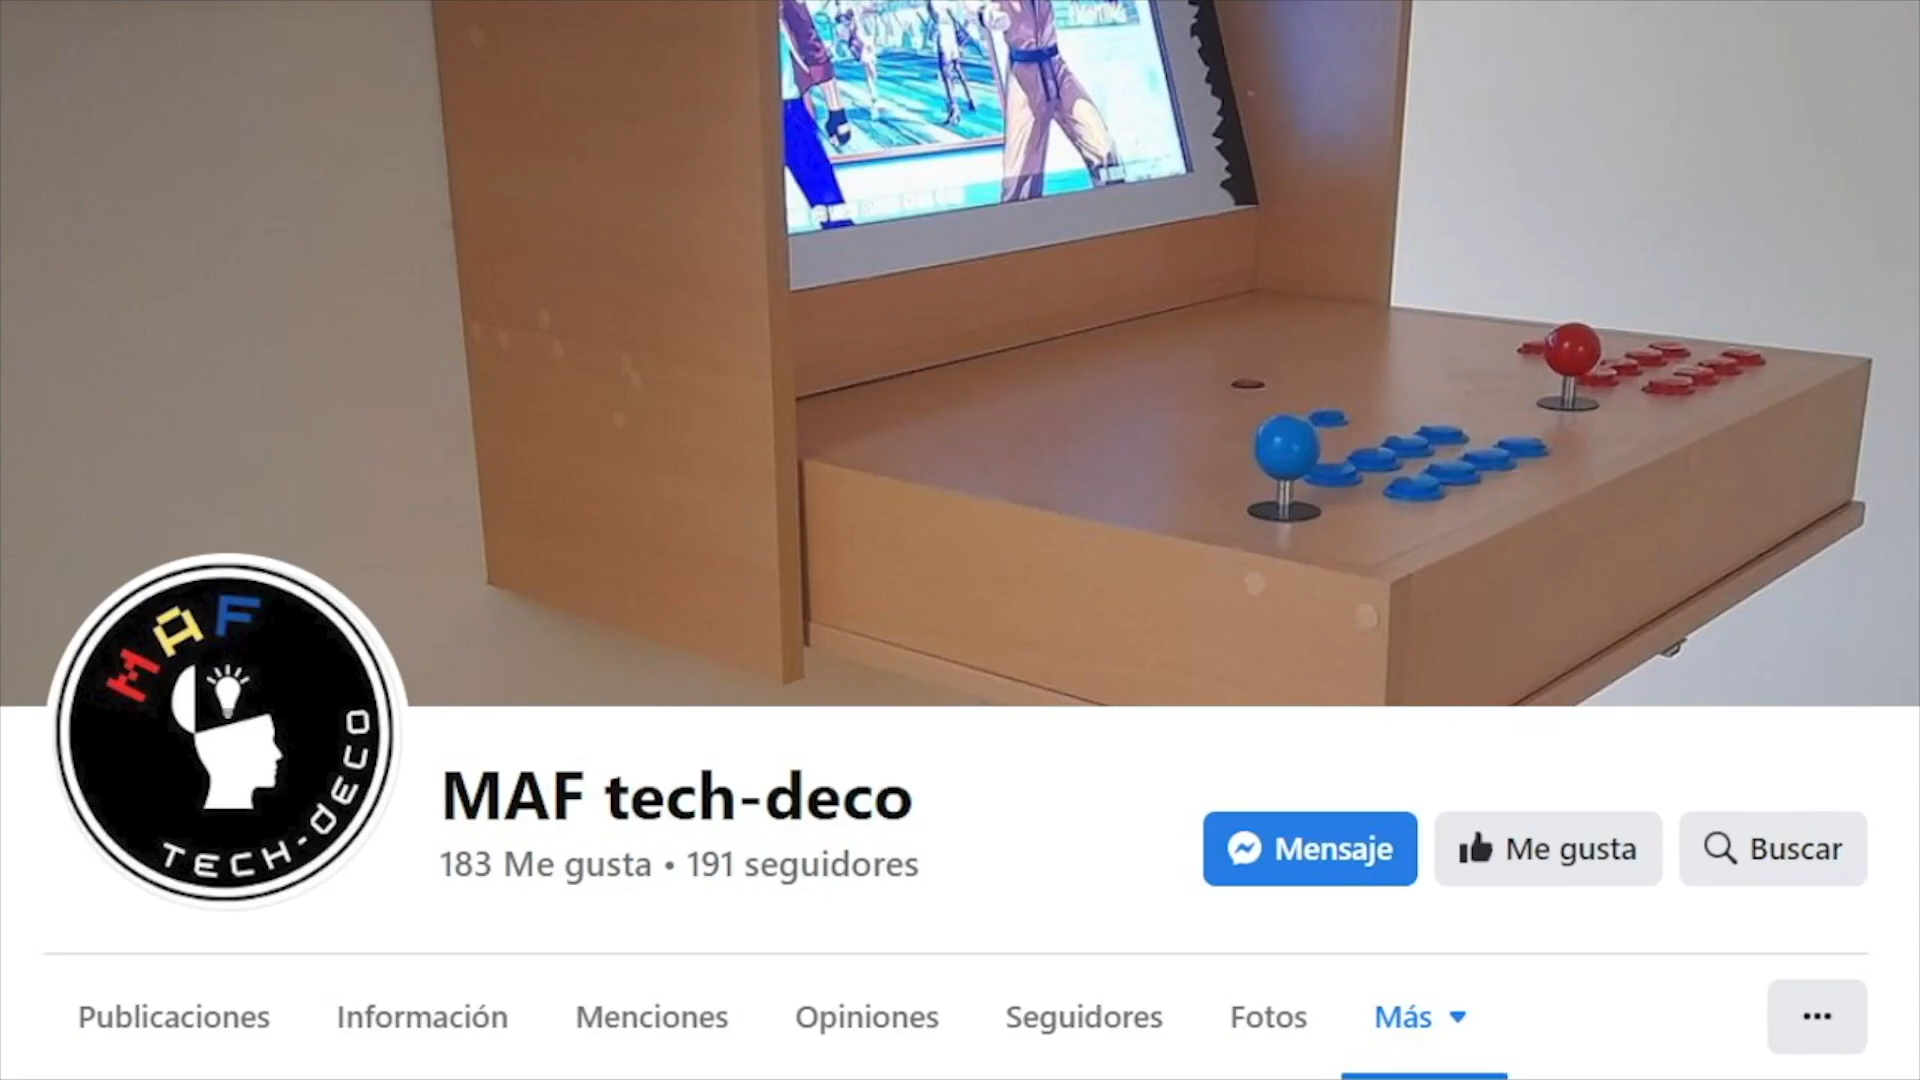 MAF
TECH-DECO
MAF tech-deco
183 Me gusta • 191 seguidores
Mensaje
Me gusta
Buscar
Publicaciones
Información
Menciones
Opiniones
Seguidores
Fotos
Más